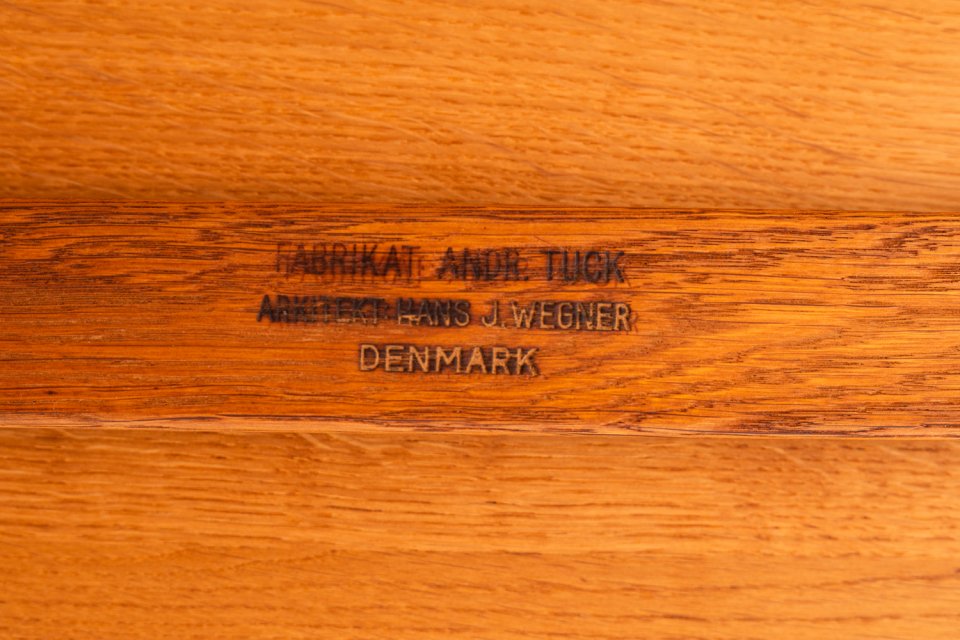 FABRIKAT: ANDR. TUCK
ARKITEKT: HANS J. WEGNER
DENMARK